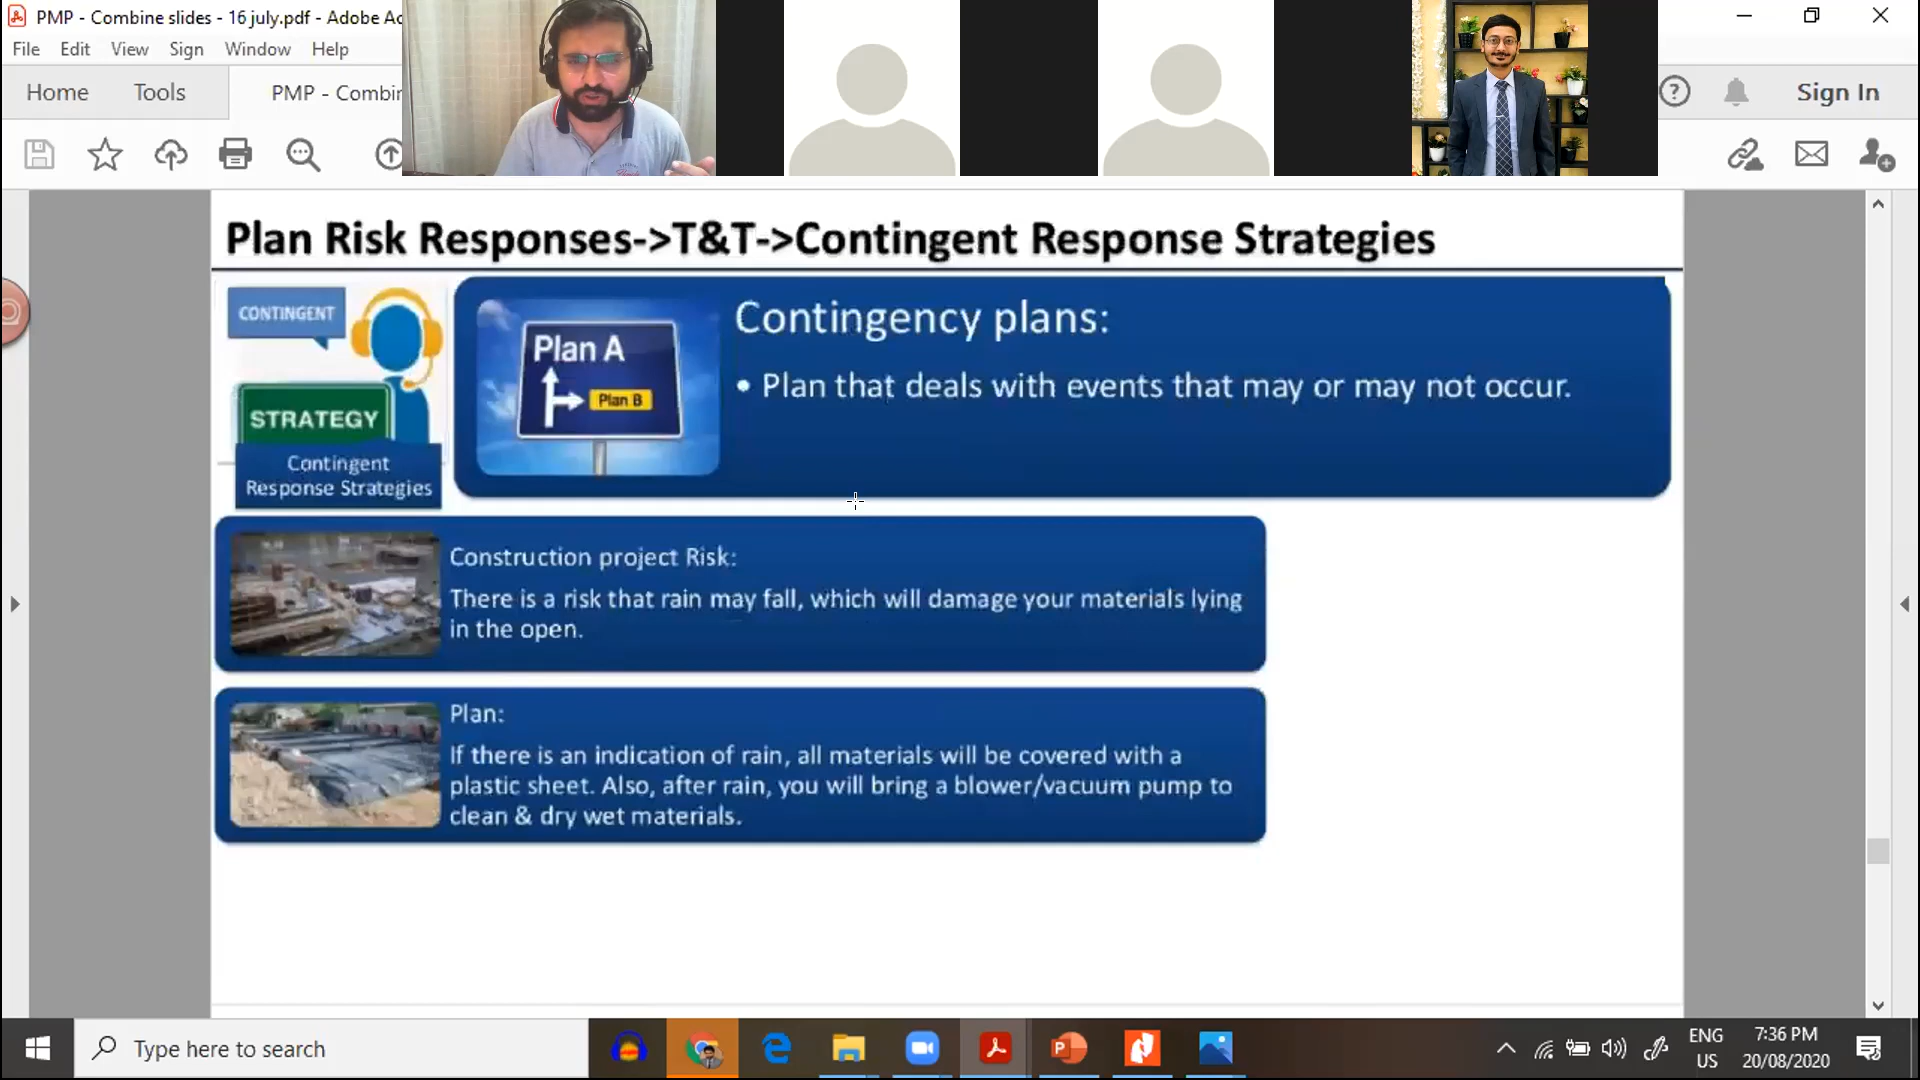 PMP - Combine slides - 16 july.pdf - Adobe Ac
File Edit View Sign Window Help
Home Tools PMP - Combin
Sign In
Plan Risk Responses->T&T->Contingent Response Strategies
CONTINGENT
STRATEGY
Contingent
Response Strategies
Plan A
Plan B
Contingency plans:
• Plan that deals with events that may or may not occur.
Construction project Risk:
There is a risk that rain may fall, which will damage your materials lying
in the open.
Plan:
If there is an indication of rain, all materials will be covered with a
plastic sheet. Also, after rain, you will bring a blower/vacuum pump to
clean & dry wet materials.
Type here to search
ENG
US
7:36 PM
20/08/2020